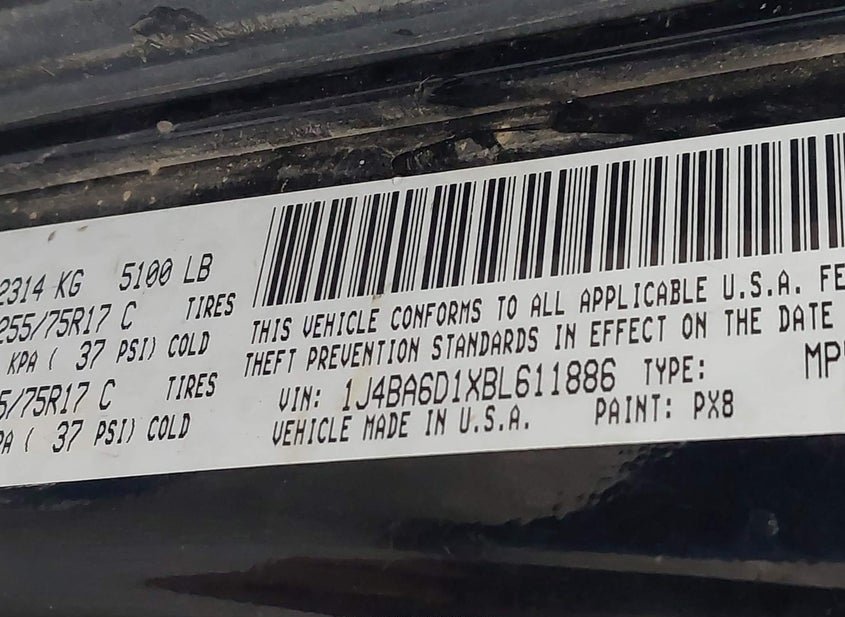 2314 KG 5100 LB
255/75R17 C TIRES
KPA ( 37 PSI) COLD
5/75R17 C TIRES
PA ( 37 PSI) COLD
THIS VEHICLE CONFORMS TO ALL APPLICABLE U.S.A. FE
THEFT PREVENTION STANDARDS IN EFFECT ON THE DATE
VIN: 1J4BA6D1XBL611886 TYPE: MP
VEHICLE MADE IN U.S.A. PAINT: PX8